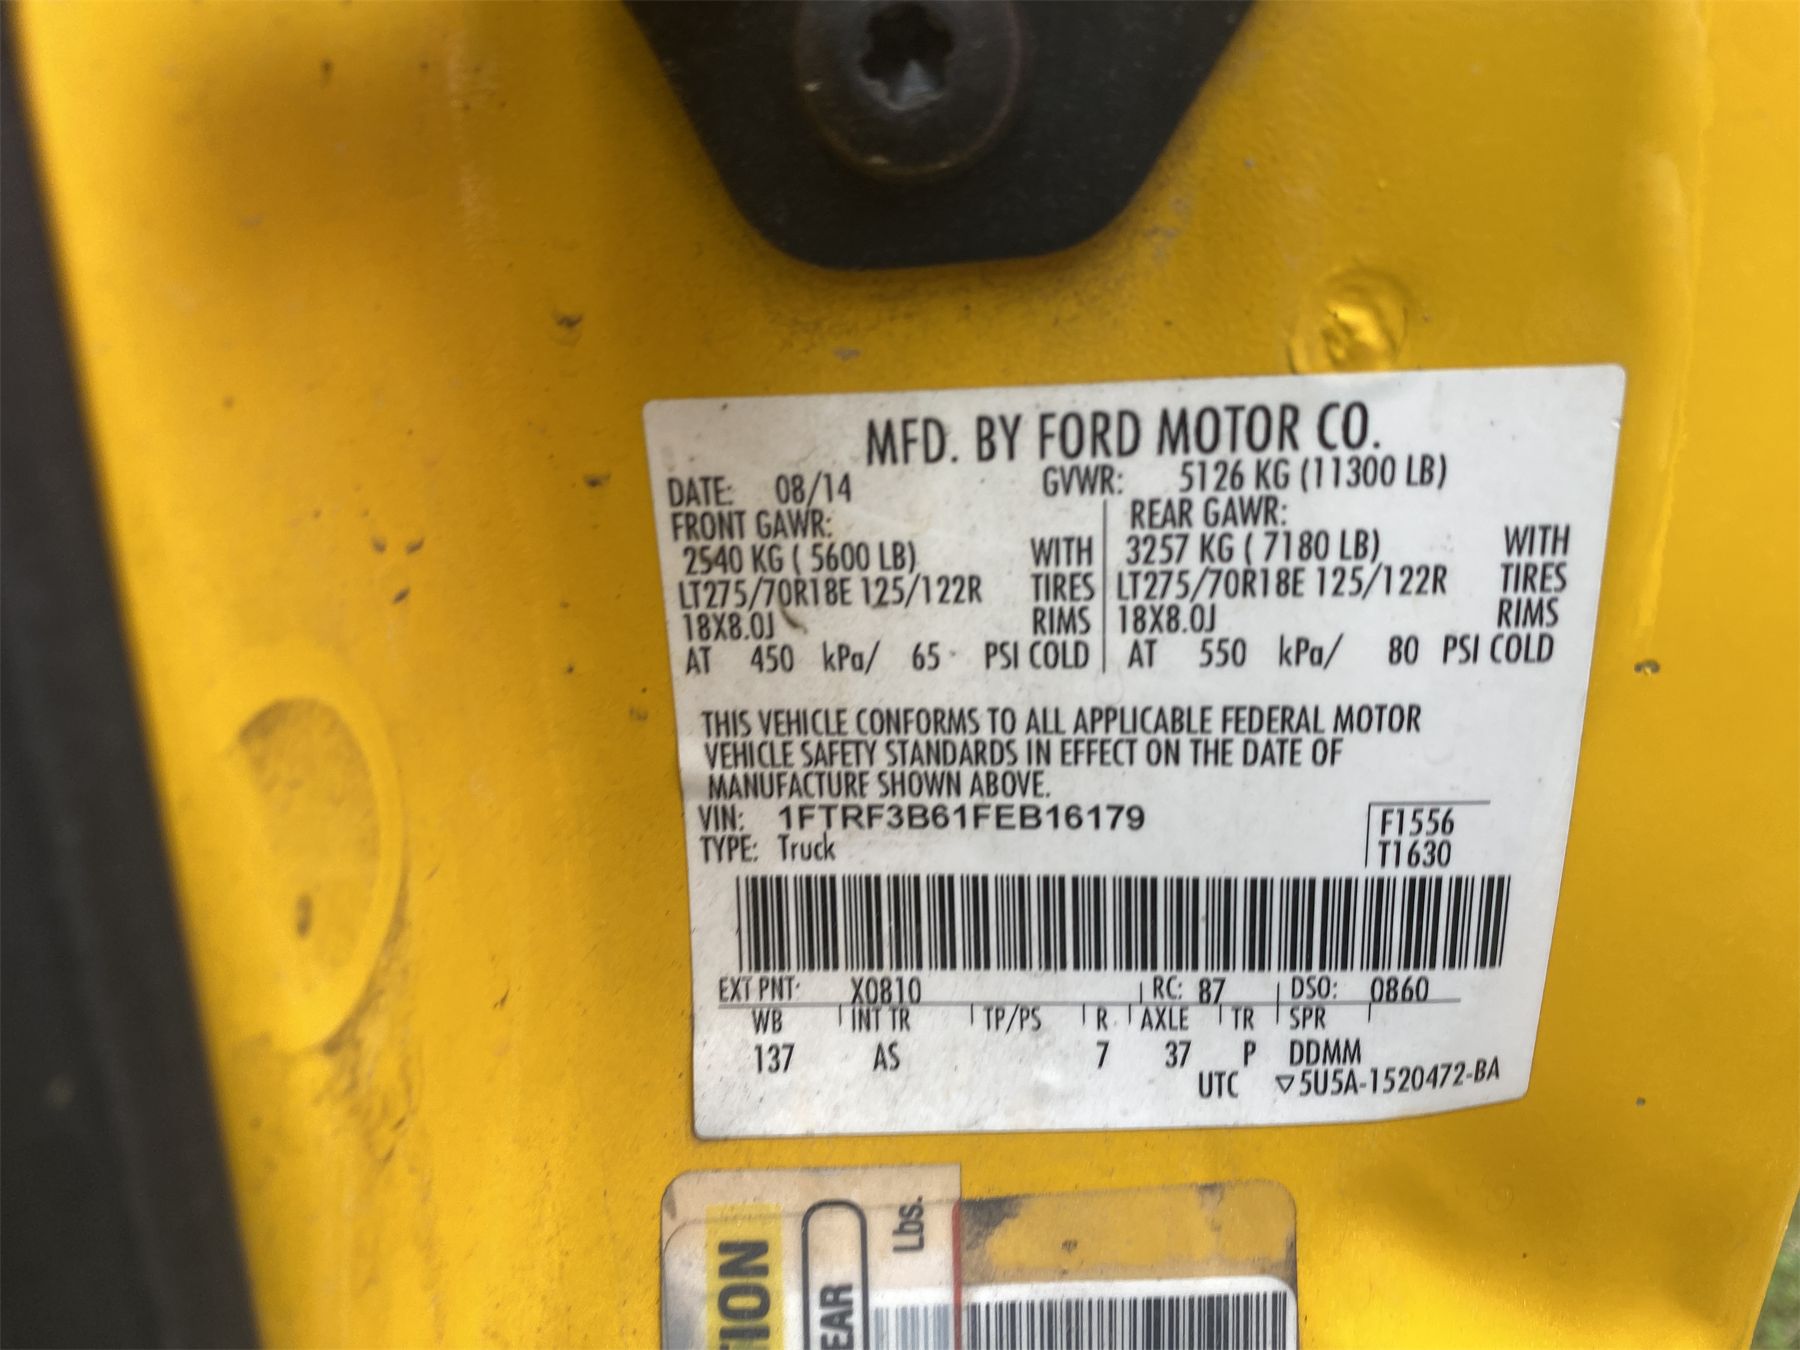 MFD. BY FORD MOTOR CO.
DATE: 08/14 GVWR: 5126 KG (11300 LB)
FRONT GAWR: REAR GAWR:
2540 KG ( 5600 LB) WITH 3257 KG ( 7180 LB) WITH
LT275/70R18E 125/122R TIRES LT275/70R18E 125/122R TIRES
18X8.0J RIMS 18X8.0J RIMS
AT 450 kPa/ 65 PSI COLD AT 550 kPa/ 80 PSI COLD
THIS VEHICLE CONFORMS TO ALL APPLICABLE FEDERAL MOTOR
VEHICLE SAFETY STANDARDS IN EFFECT ON THE DATE OF
MANUFACTURE SHOWN ABOVE.
VIN: 1FTRF3B61FEB16179 F1556
TYPE: Truck T1630
EXT PNT: X0810 RC: 87 DSO: 0860
WB INT TR TP/PS R AXLE TR SPR
137 AS 7 37 P DDMM
UTC ▽5U5A-1520472-BA
TION
EAR
Lbs.